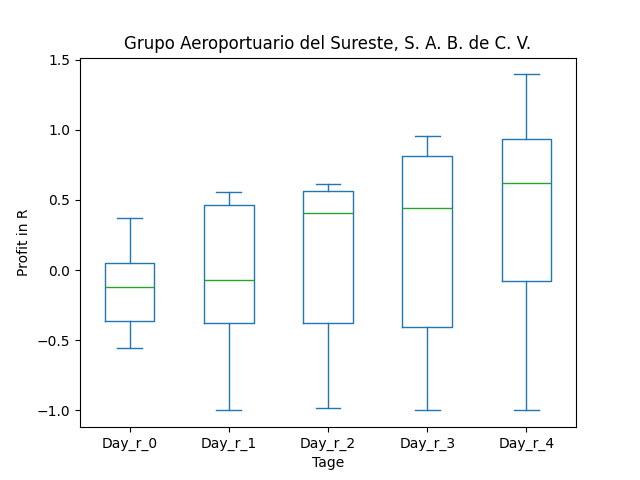 Grupo Aeroportuario del Sureste, S. A. B. de C. V.
Profit in R
1.5
1.0
0.5
0.0
−0.5
−1.0
Day_r_0 Day_r_1 Day_r_2 Day_r_3 Day_r_4
Tage